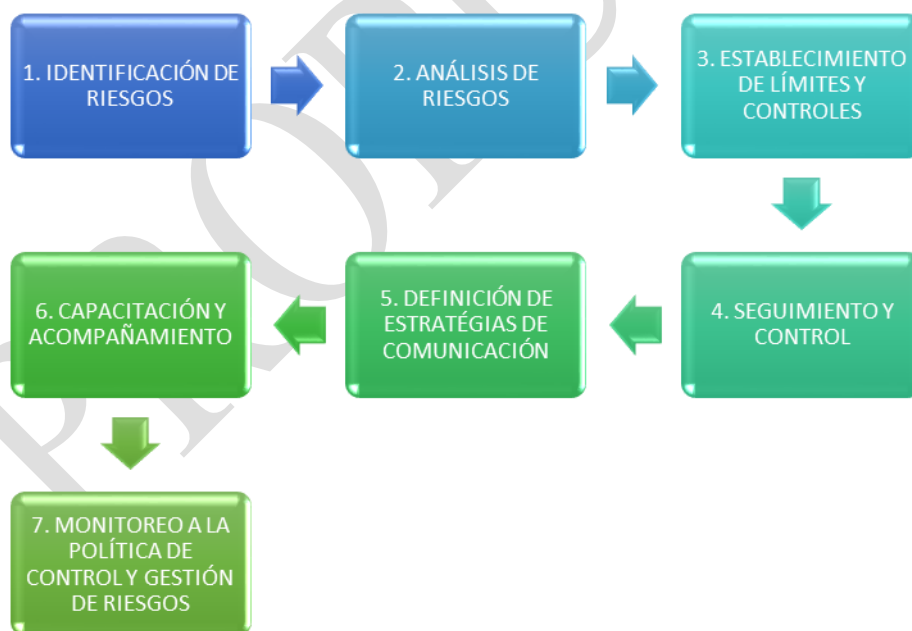 1. IDENTIFICACIÓN DE
RIESGOS
2. ANÁLISIS DE
RIESGOS
3. ESTABLECIMIENTO
DE LÍMITES Y
CONTROLES
4. SEGUIMIENTO Y
CONTROL
5. DEFINICIÓN DE
ESTRATÉGIAS DE
COMUNICACIÓN
6. CAPACITACIÓN Y
ACOMPAÑAMIENTO
7. MONITOREO A LA
POLÍTICA DE
CONTROL Y GESTIÓN
DE RIESGOS